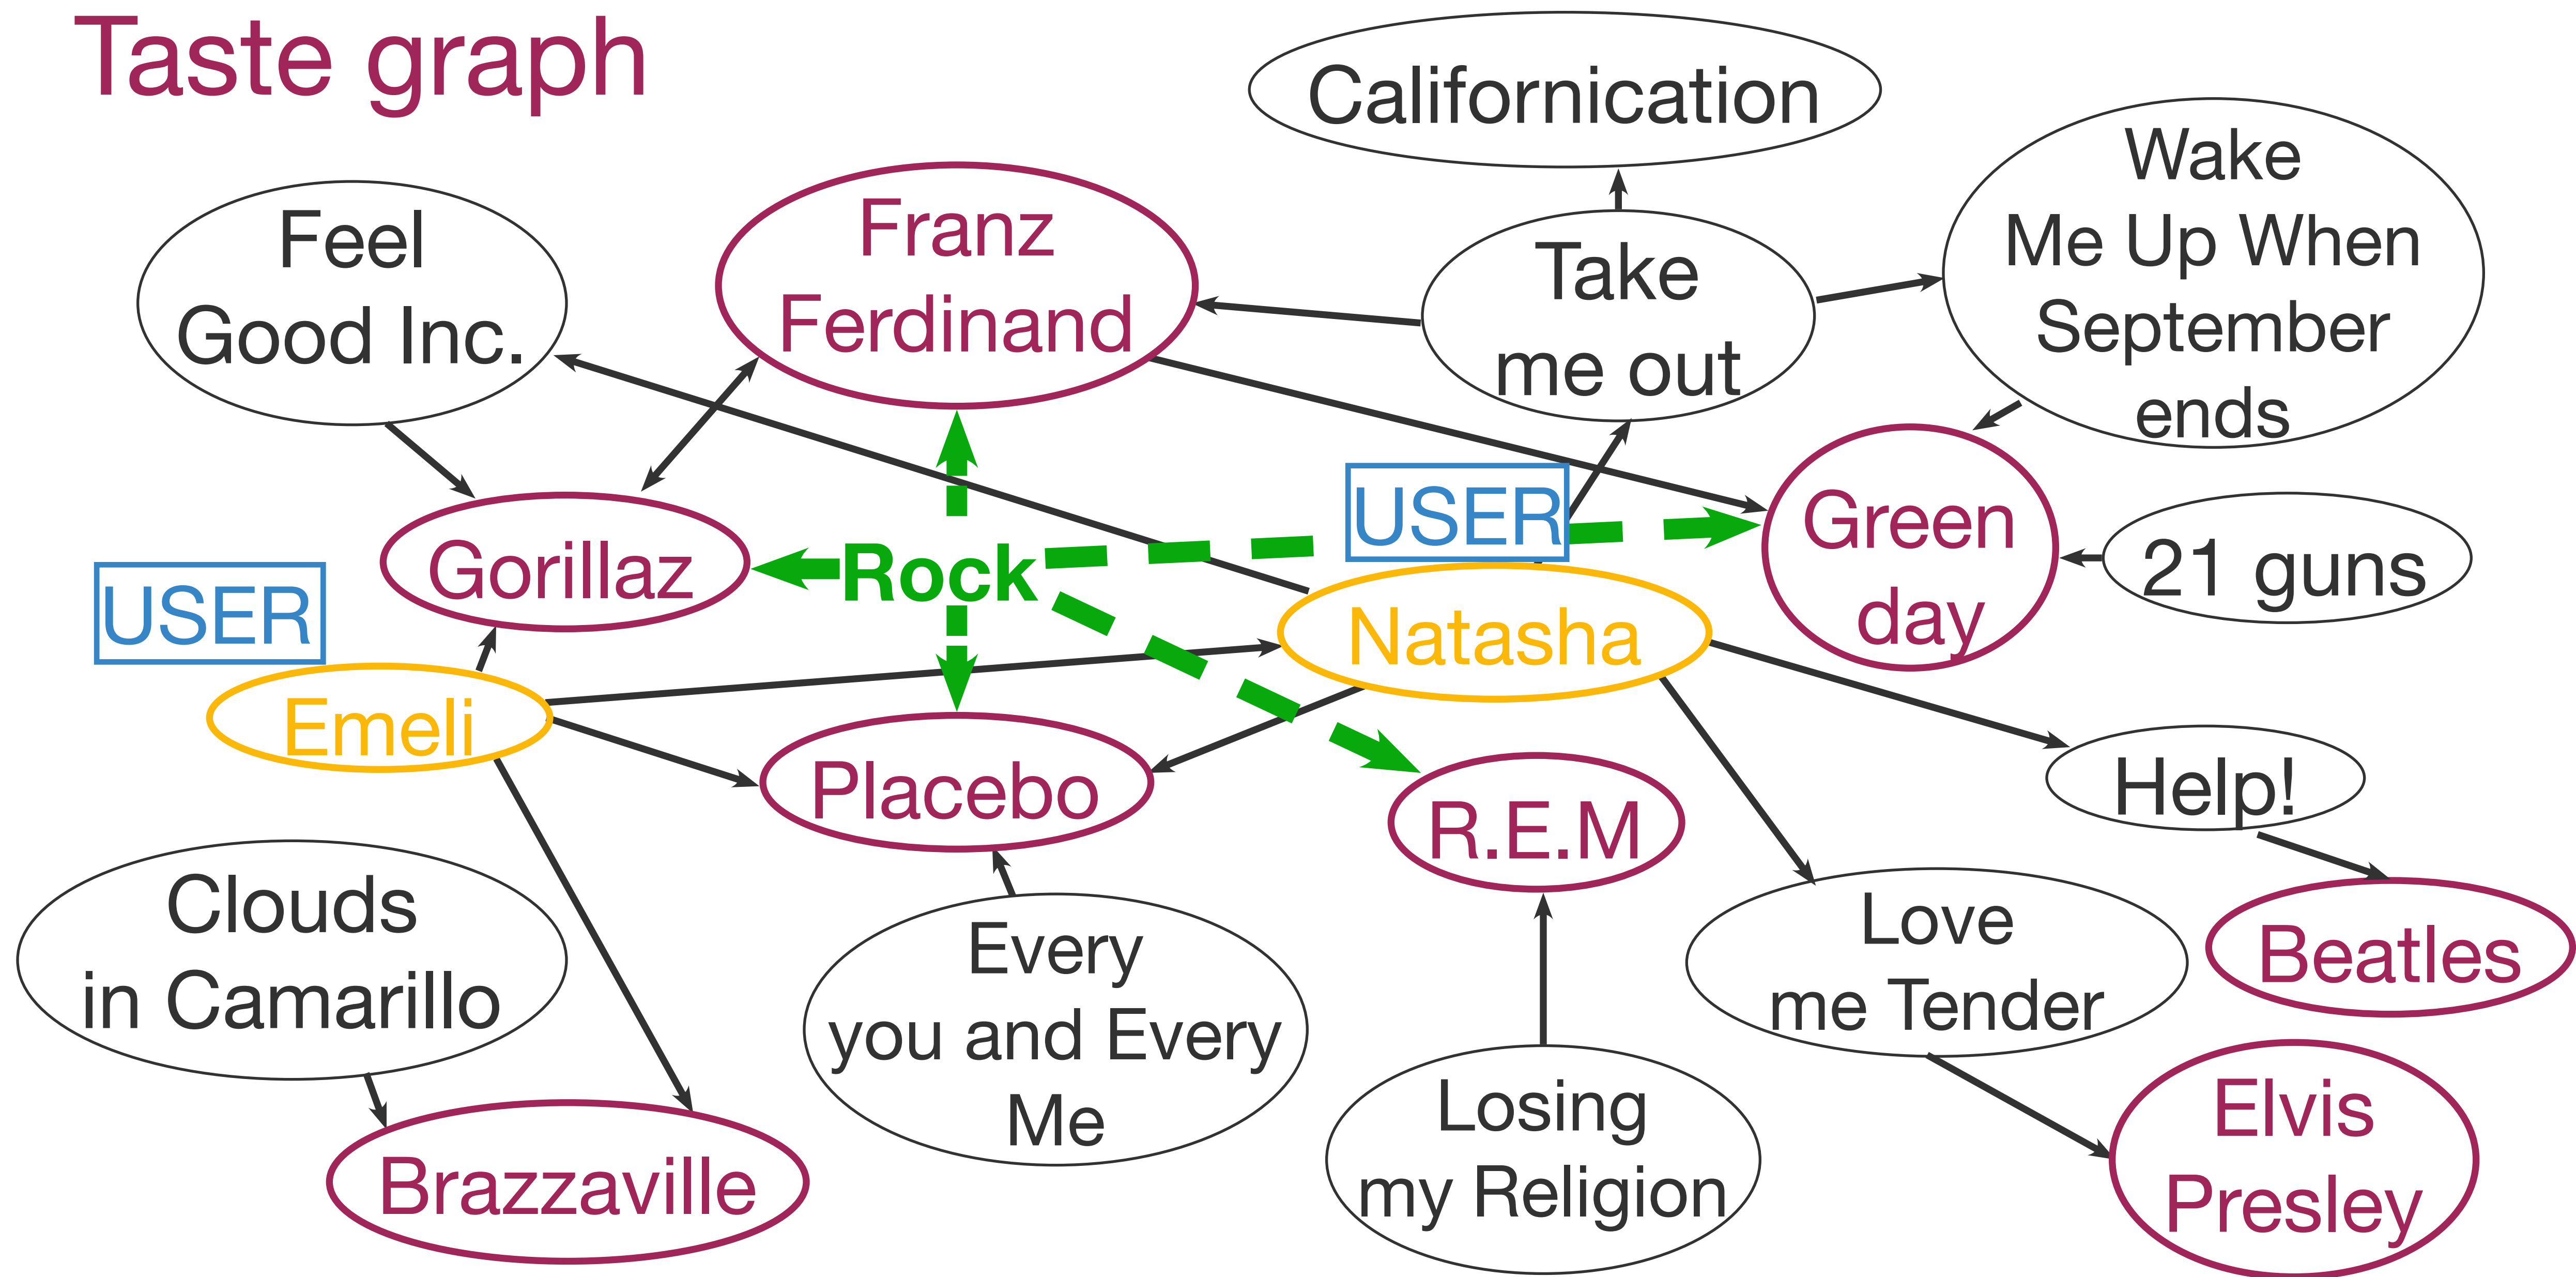 Taste graph
Californication
Wake
Me Up When
September
ends
Feel
Good Inc.
Franz
Ferdinand
Take
me out
USER
Green
day
21 guns
Gorillaz
Rock
USER
Natasha
Emeli
Placebo
R.E.M
Help!
Clouds
in Camarillo
Every
you and Every
Me
Love
me Tender
Beatles
Losing
my Religion
Elvis
Presley
Brazzaville